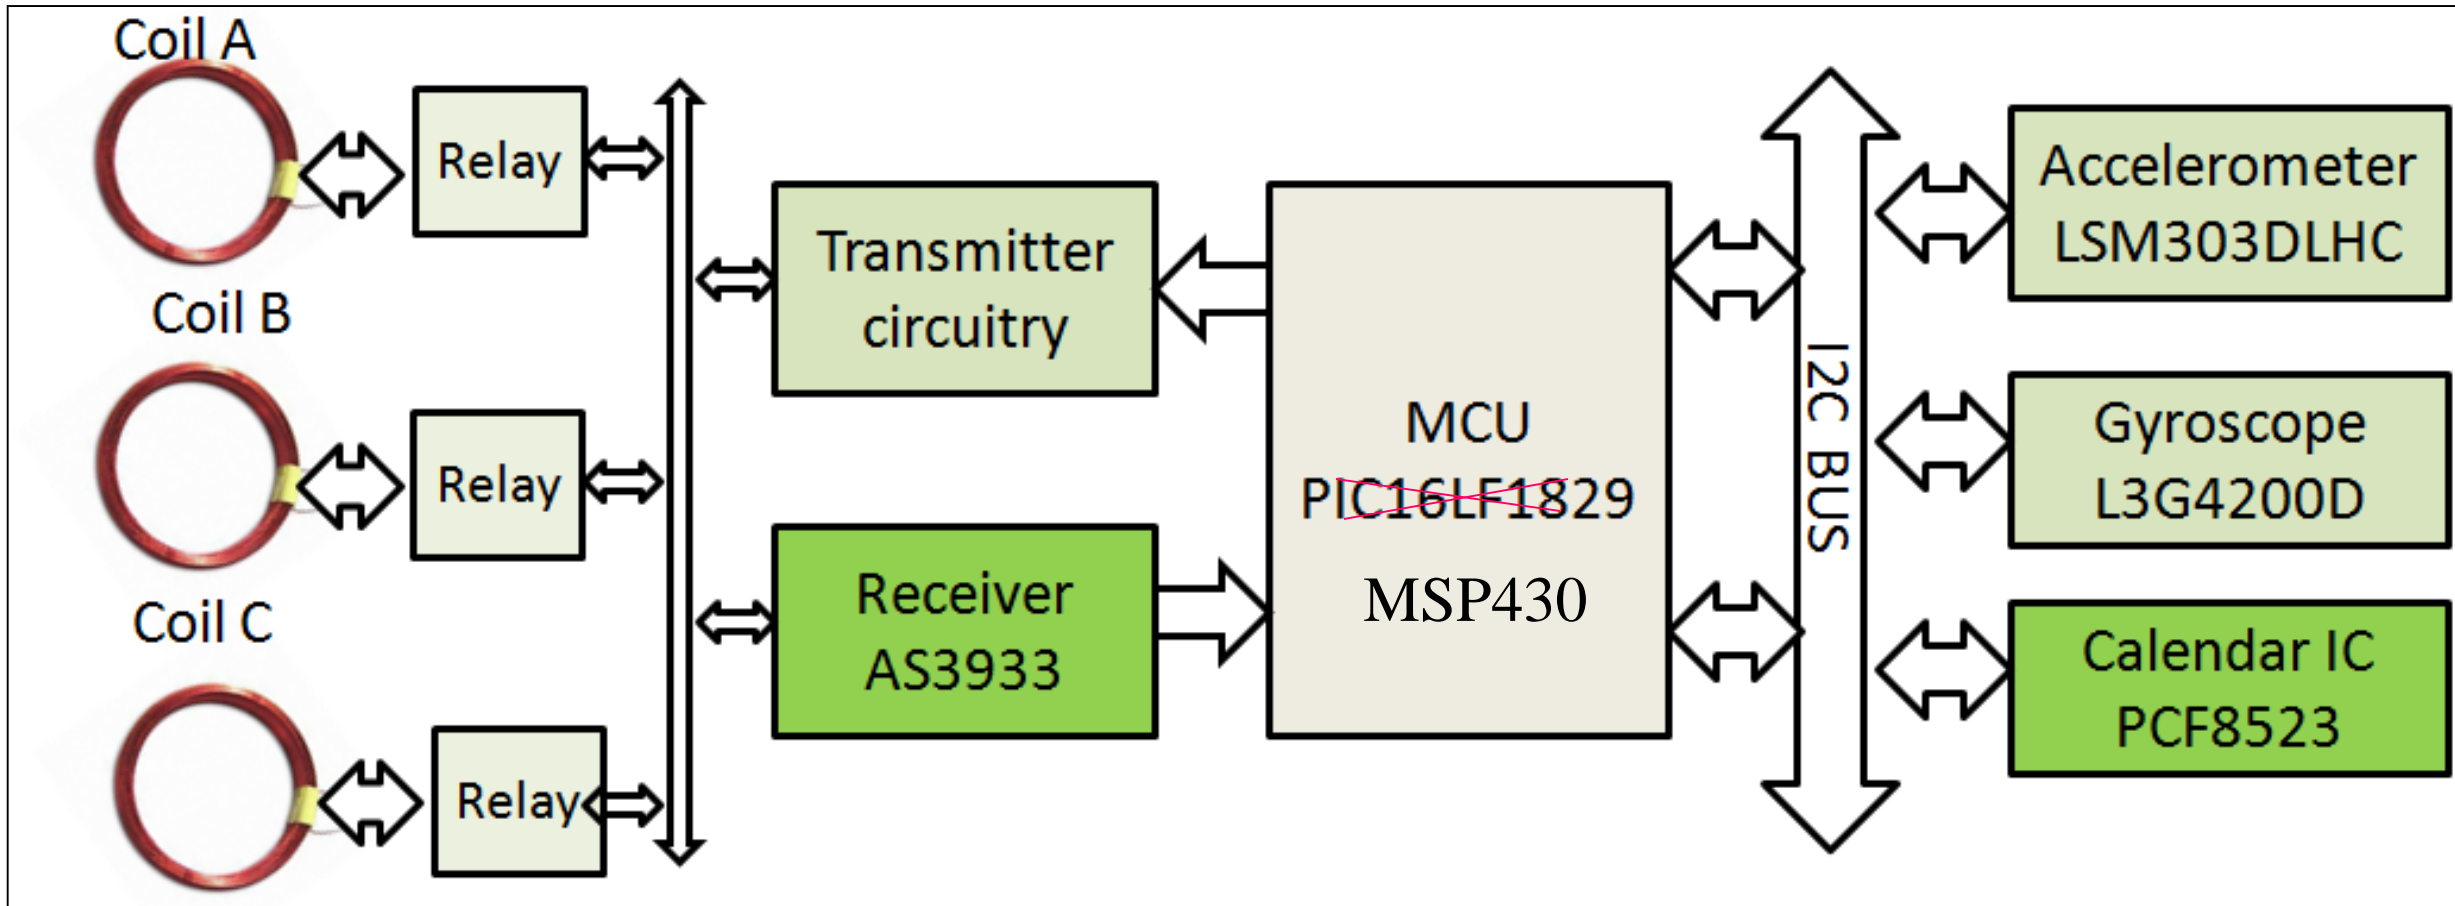 Coil A
Relay
Coil B
Relay
Coil C
Relay
Transmitter
circuitry
Receiver
AS3933
MCU
PIC16LF1829
MSP430
I2C BUS
Accelerometer
LSM303DLHC
Gyroscope
L3G4200D
Calendar IC
PCF8523